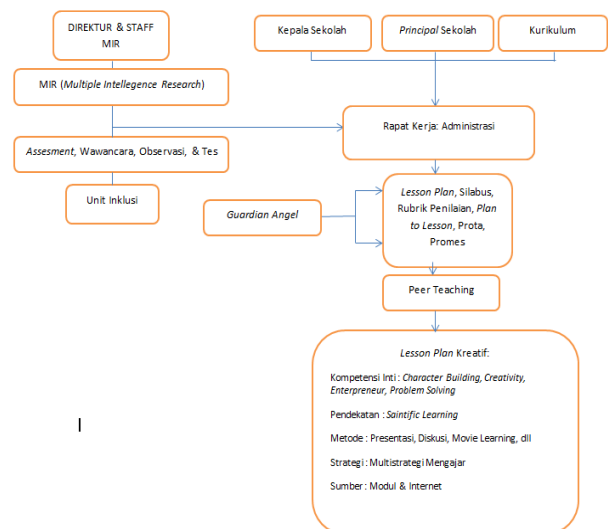 DIREKTUR & STAFF
MIR
Kepala Sekolah
Principal Sekolah
Kurikulum
MIR (Multiple Intellegence Research)
Rapat Kerja: Administrasi
Assesment, Wawancara, Observasi, & Tes
Unit Inklusi
Guardian Angel
Lesson Plan, Silabus,
Rubrik Penilaian, Plan
to Lesson, Prota,
Promes
Peer Teaching
Lesson Plan Kreatif:
Kompetensi Inti : Character Building, Creativity,
Enterpreneur, Problem Solving
Pendekatan : Saintific Learning
Metode : Presentasi, Diskusi, Movie Learning, dll
Strategi : Multistrategi Mengajar
Sumber : Modul & Internet